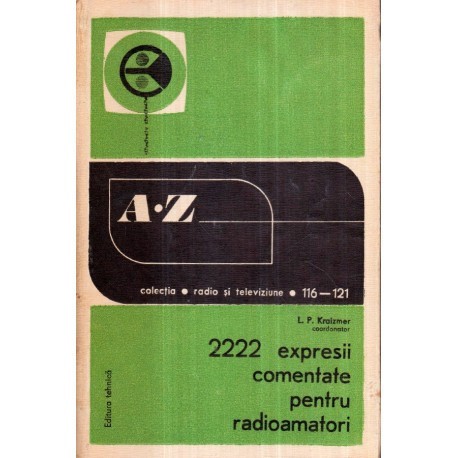 A·Z
colecția • radio și televiziune • 116—121
L. P. Kraizmer
coordonator
2222 expresii
comentate
pentru
radioamatori
Editura tehnică